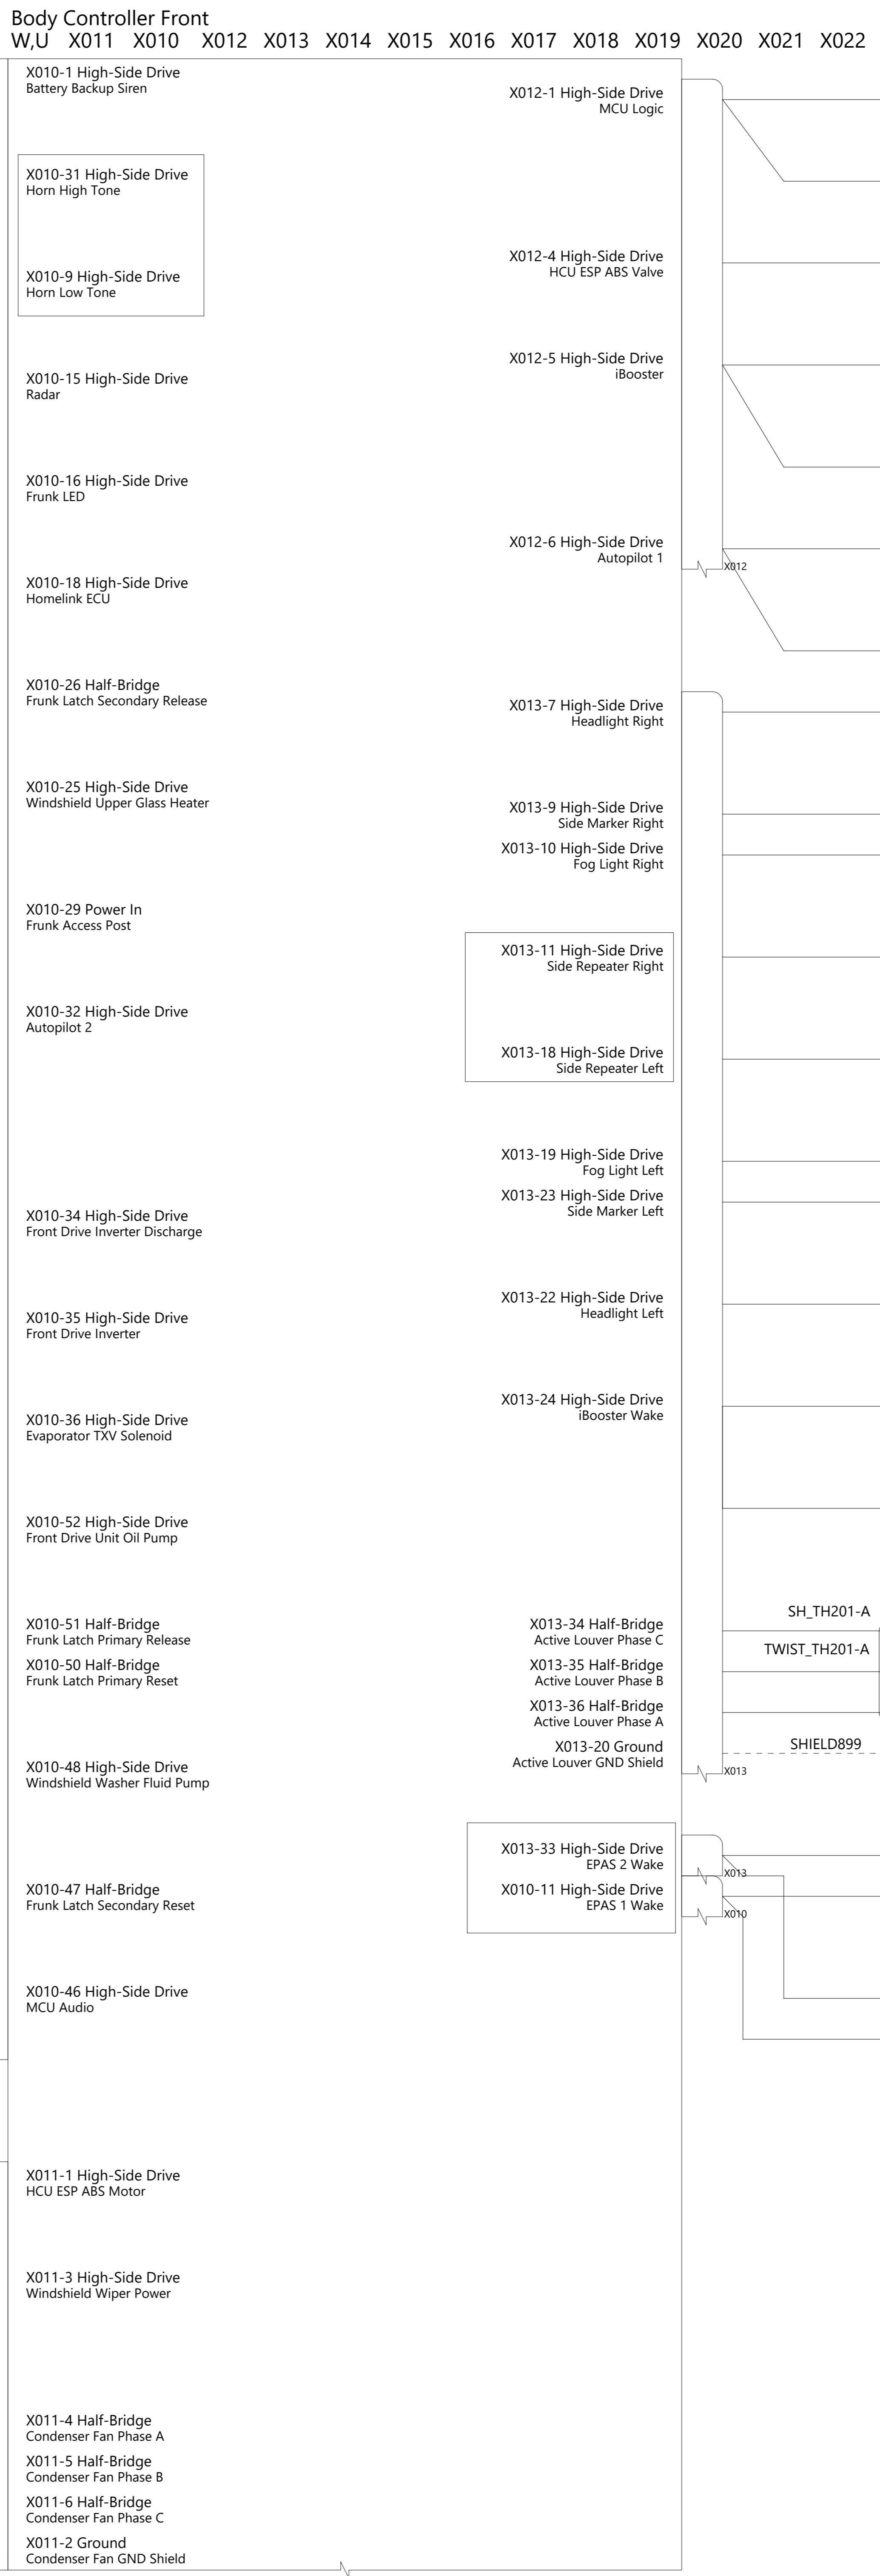 Body Controller Front
W,U X011 X010 X012 X013 X014 X015 X016 X017 X018 X019 X020 X021 X022
X010-1 High-Side Drive
Battery Backup Siren
X010-31 High-Side Drive
Horn High Tone
X010-9 High-Side Drive
Horn Low Tone
X010-15 High-Side Drive
Radar
X010-16 High-Side Drive
Frunk LED
X010-18 High-Side Drive
Homelink ECU
X010-26 Half-Bridge
Frunk Latch Secondary Release
X010-25 High-Side Drive
Windshield Upper Glass Heater
X010-29 Power In
Frunk Access Post
X010-32 High-Side Drive
Autopilot 2
X010-34 High-Side Drive
Front Drive Inverter Discharge
X010-35 High-Side Drive
Front Drive Inverter
X010-36 High-Side Drive
Evaporator TXV Solenoid
X010-52 High-Side Drive
Front Drive Unit Oil Pump
X010-51 Half-Bridge
Frunk Latch Primary Release
X010-50 Half-Bridge
Frunk Latch Primary Reset
X010-48 High-Side Drive
Windshield Washer Fluid Pump
X010-47 Half-Bridge
Frunk Latch Secondary Reset
X010-46 High-Side Drive
MCU Audio
X011-1 High-Side Drive
HCU ESP ABS Motor
X011-3 High-Side Drive
Windshield Wiper Power
X011-4 Half-Bridge
Condenser Fan Phase A
X011-5 Half-Bridge
Condenser Fan Phase B
X011-6 Half-Bridge
Condenser Fan Phase C
X011-2 Ground
Condenser Fan GND Shield
X012-1 High-Side Drive
MCU Logic
X012-4 High-Side Drive
HCU ESP ABS Valve
X012-5 High-Side Drive
iBooster
X012-6 High-Side Drive
Autopilot 1
X012
X013-7 High-Side Drive
Headlight Right
X013-9 High-Side Drive
Side Marker Right
X013-10 High-Side Drive
Fog Light Right
X013-11 High-Side Drive
Side Repeater Right
X013-18 High-Side Drive
Side Repeater Left
X013-19 High-Side Drive
Fog Light Left
X013-23 High-Side Drive
Side Marker Left
X013-22 High-Side Drive
Headlight Left
X013-24 High-Side Drive
iBooster Wake
X013-34 Half-Bridge
Active Louver Phase C
SH_TH201-A
X013-35 Half-Bridge
Active Louver Phase B
TWIST_TH201-A
X013-36 Half-Bridge
Active Louver Phase A
X013-20 Ground
Active Louver GND Shield
SHIELD899
X013
X013-33 High-Side Drive
EPAS 2 Wake
X013
X010-11 High-Side Drive
EPAS 1 Wake
X010